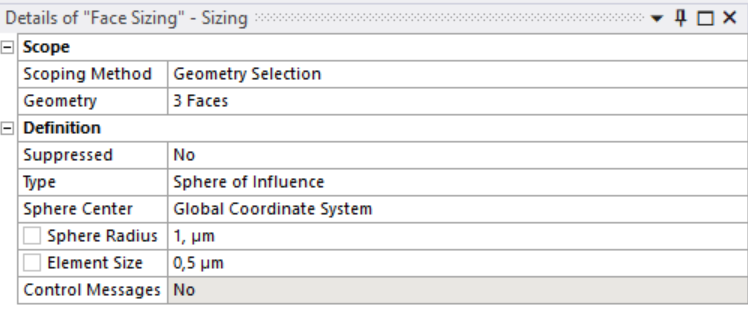 Details of "Face Sizing" - Sizing
Scope
Scoping Method Geometry Selection
Geometry 3 Faces
Definition
Suppressed No
Type Sphere of Influence
Sphere Center Global Coordinate System
Sphere Radius 1, µm
Element Size 0,5 µm
Control Messages No